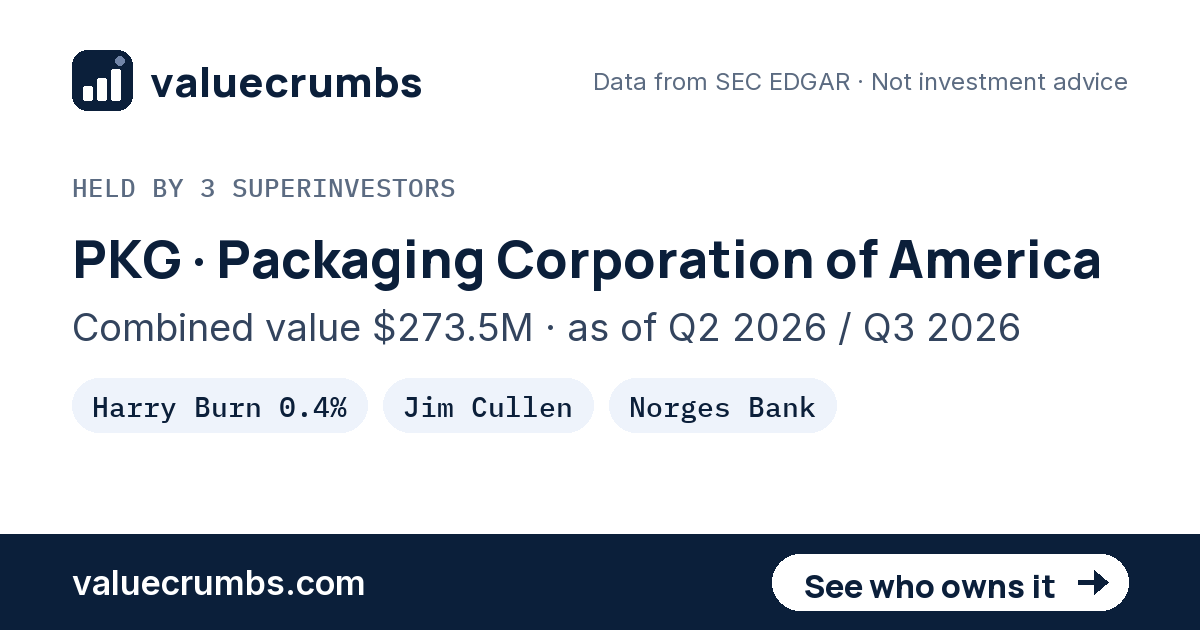 valuecrumbs
Data from SEC EDGAR · Not investment advice
HELD BY 3 SUPERINVESTORS
PKG · Packaging Corporation of America
Combined value $273.5M · as of Q2 2026 / Q3 2026
Harry Burn 0.4%
Jim Cullen
Norges Bank
valuecrumbs.com
See who owns it →